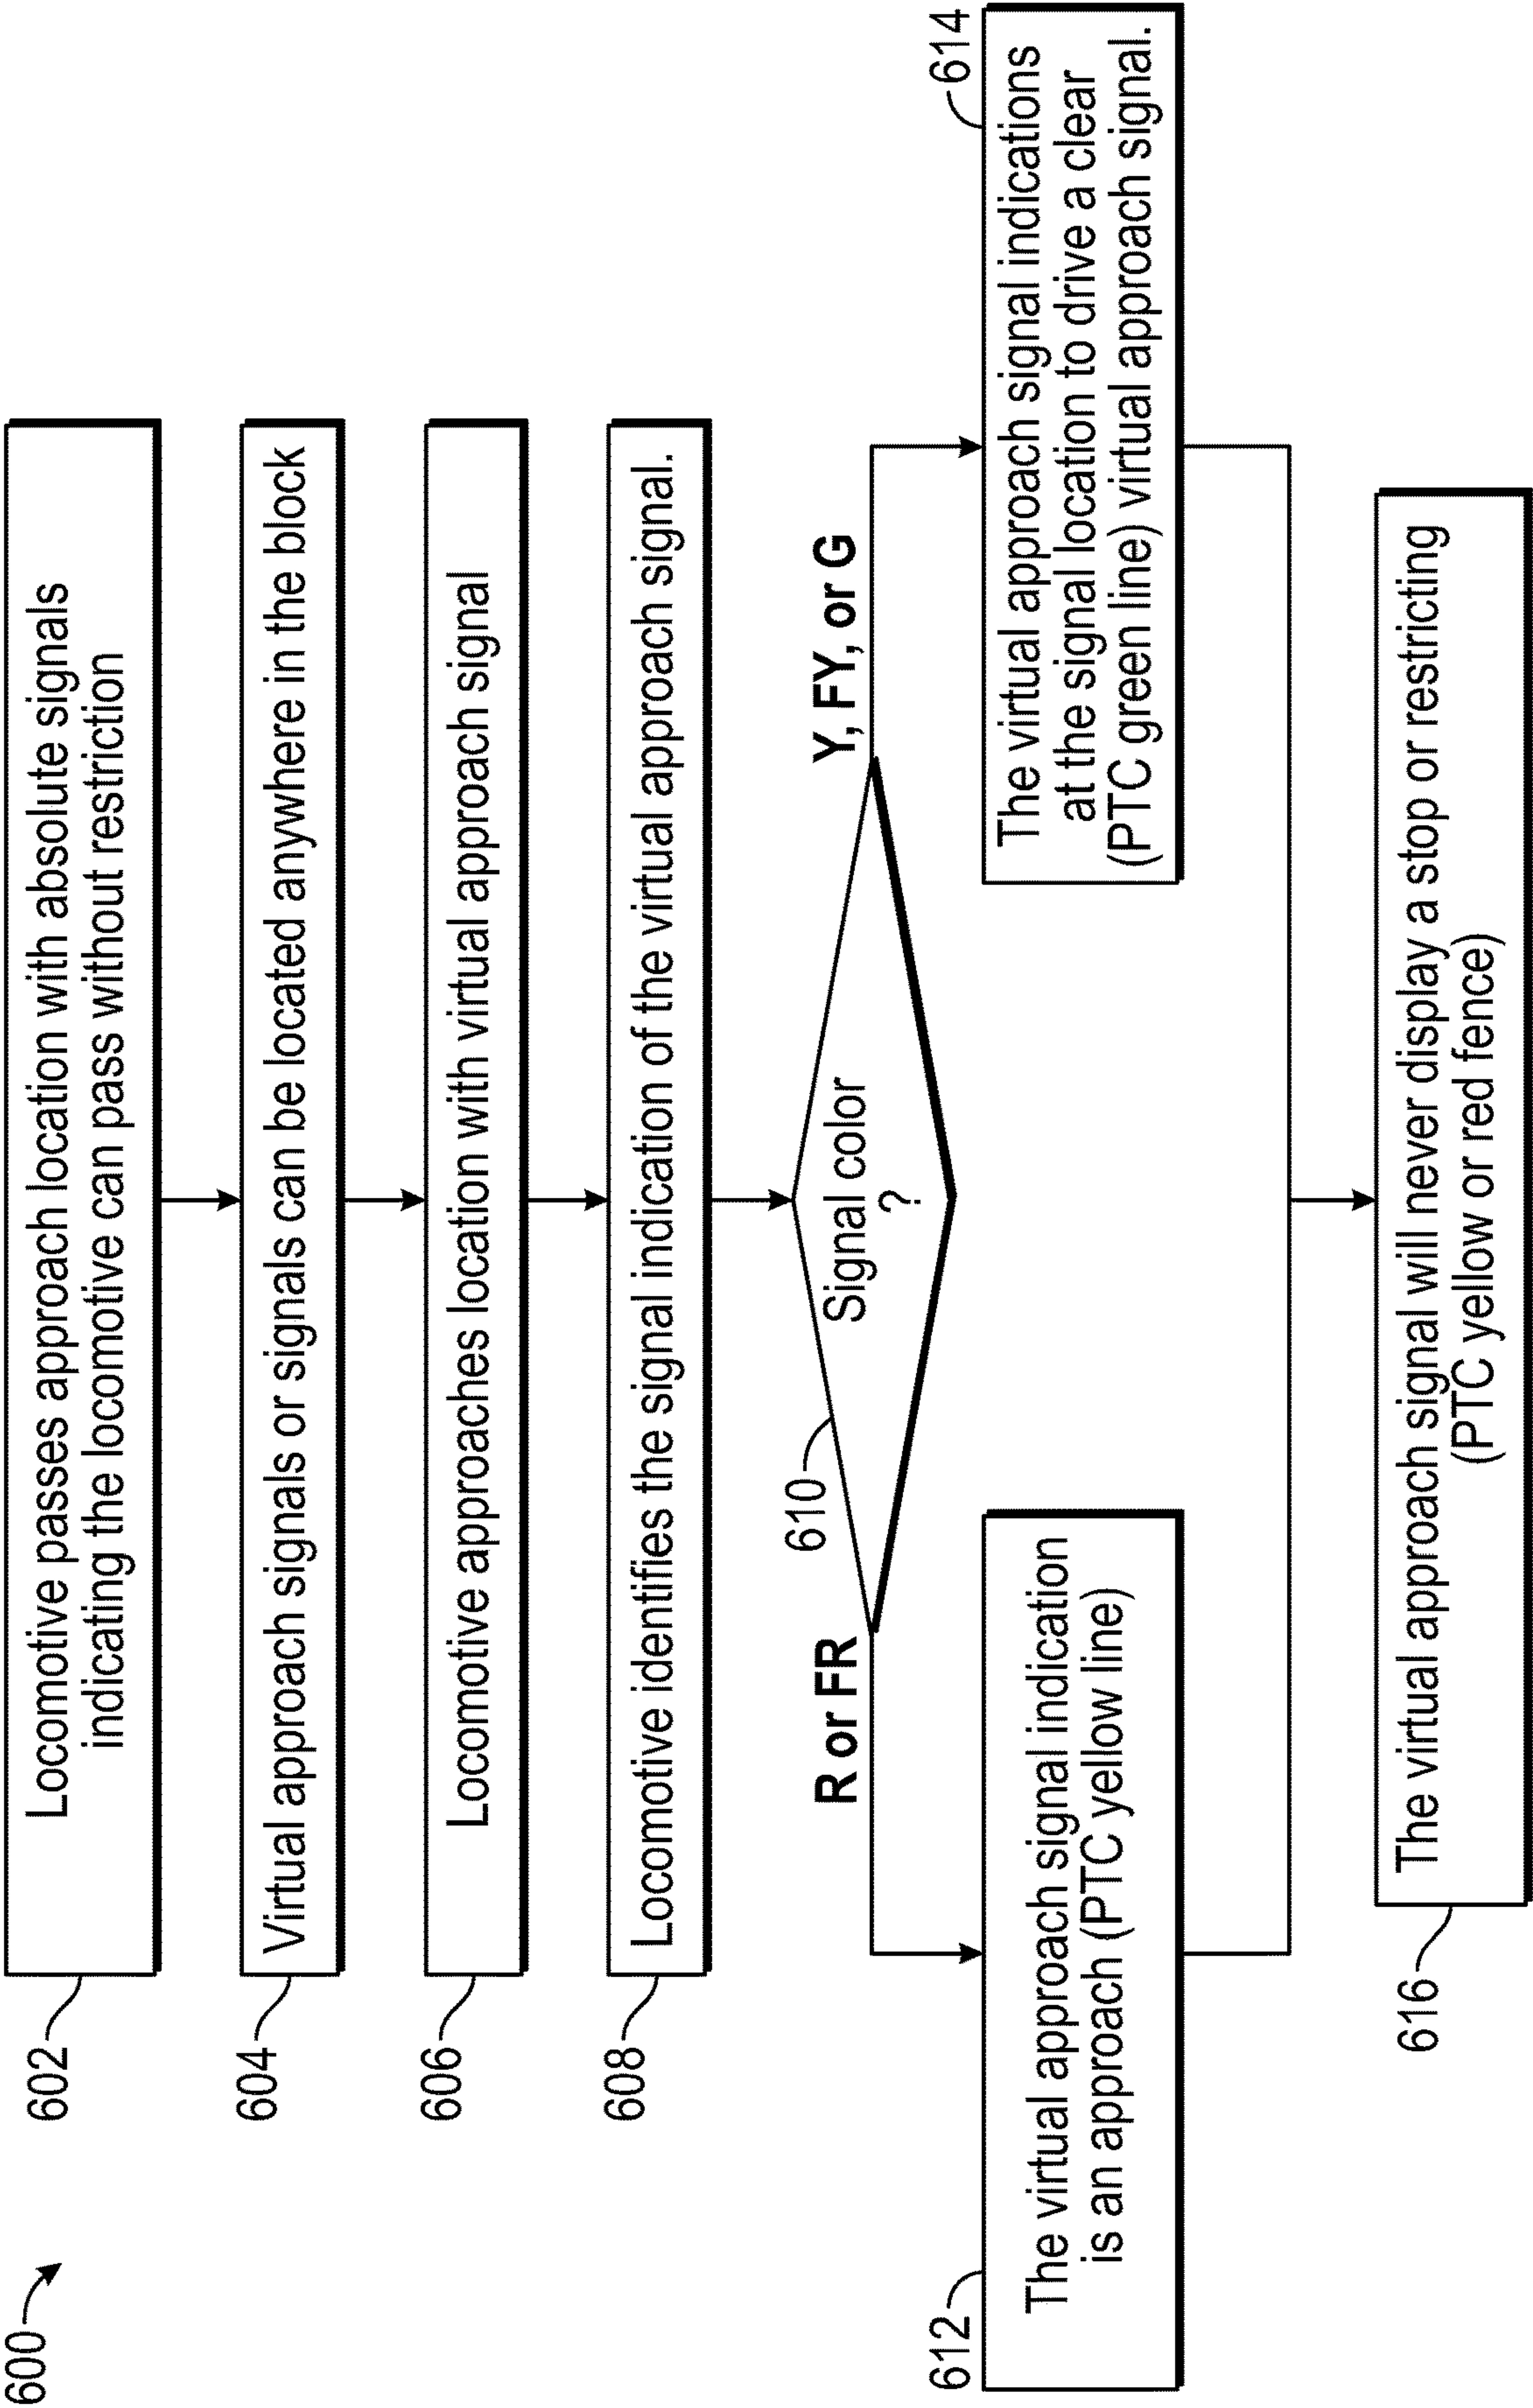 600
602
Locomotive passes approach location with absolute signals
indicating the locomotive can pass without restriction
604
Virtual approach signals or signals can be located anywhere in the block
606
Locomotive approaches location with virtual approach signal
608
Locomotive identifies the signal indication of the virtual approach signal.
610
Signal color
?
R or FR
Y, FY, or G
612
The virtual approach signal indication
is an approach (PTC yellow line)
614
The virtual approach signal indications
at the signal location to drive a clear
(PTC green line) virtual approach signal.
616
The virtual approach signal will never display a stop or restricting
(PTC yellow or red fence)